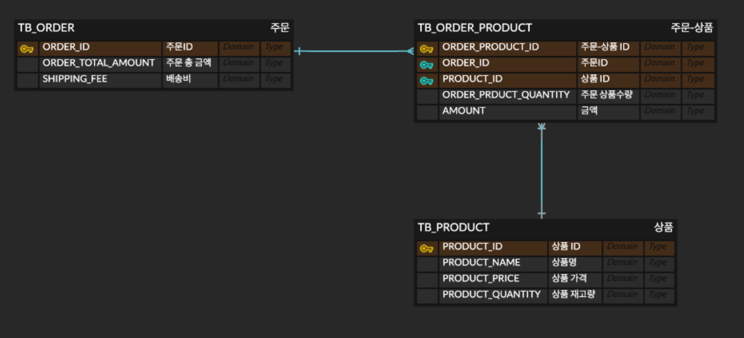 TB_ORDER 주문
ORDER_ID 주문ID Domain Type
ORDER_TOTAL_AMOUNT 주문 총 금액 Domain Type
SHIPPING_FEE 배송비 Domain Type
TB_ORDER_PRODUCT 주문-상품
ORDER_PRODUCT_ID 주문-상품 ID Domain Type
ORDER_ID 주문ID Domain Type
PRODUCT_ID 상품 ID Domain Type
ORDER_PRDUCT_QUANTITY 주문 상품수량 Domain Type
AMOUNT 금액 Domain Type
TB_PRODUCT 상품
PRODUCT_ID 상품 ID Domain Type
PRODUCT_NAME 상품명 Domain Type
PRODUCT_PRICE 상품 가격 Domain Type
PRODUCT_QUANTITY 상품 재고량 Domain Type